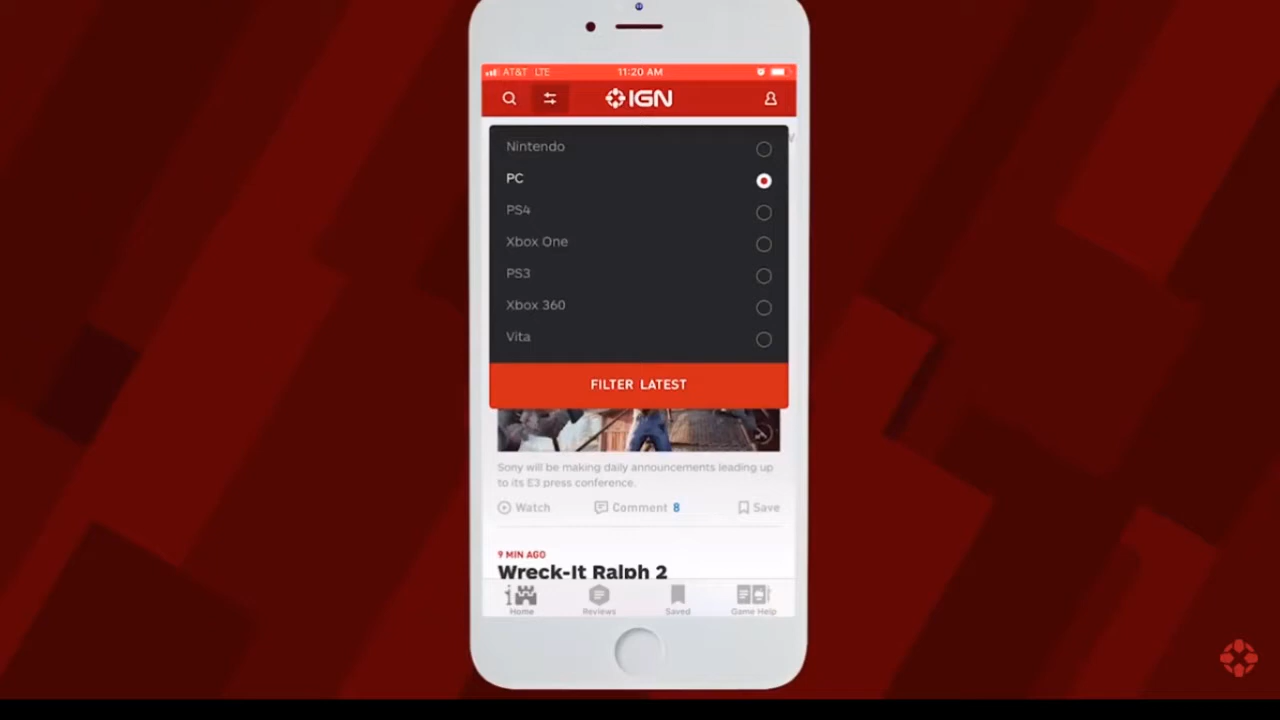 AT&T LTE 11:20 AM
IGN
Nintendo
PC
PS4
Xbox One
PS3
Xbox 360
Vita
FILTER LATEST
Sony will be making daily announcements leading up
to its E3 press conference.
Watch Comment 8 Save
9 MIN AGO
Wreck-It Ralph 2
Home Reviews Saved Game Help